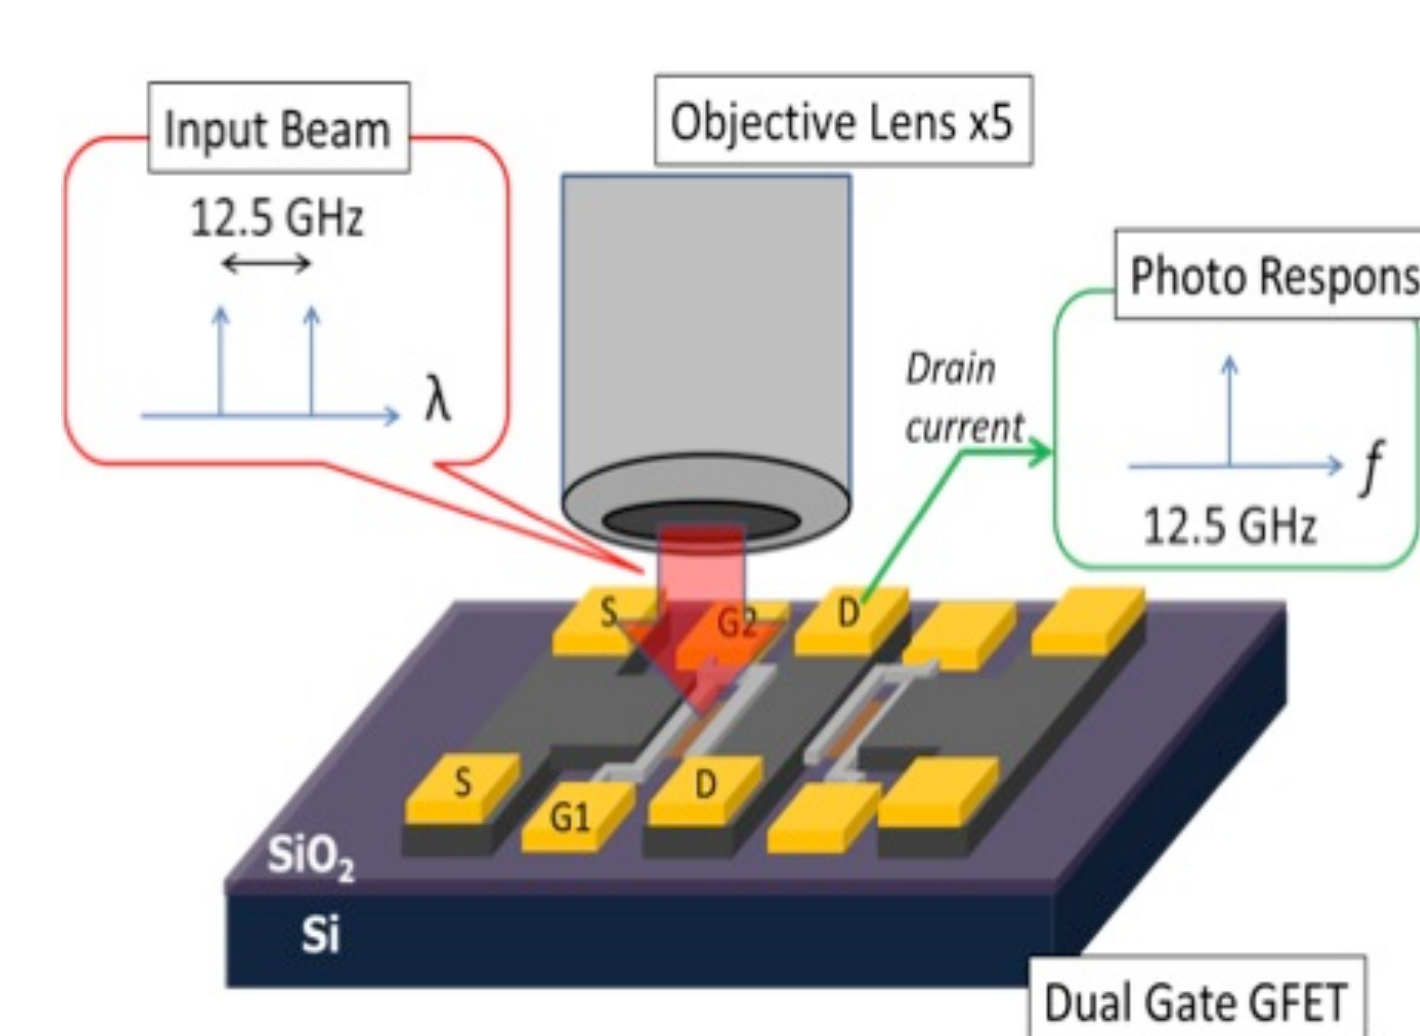 Input Beam
12.5 GHz
λ
Objective Lens x5
Photo Respons
Drain
current
f
12.5 GHz
S
G2
D
S
G1
D
SiO₂
Si
Dual Gate GFET